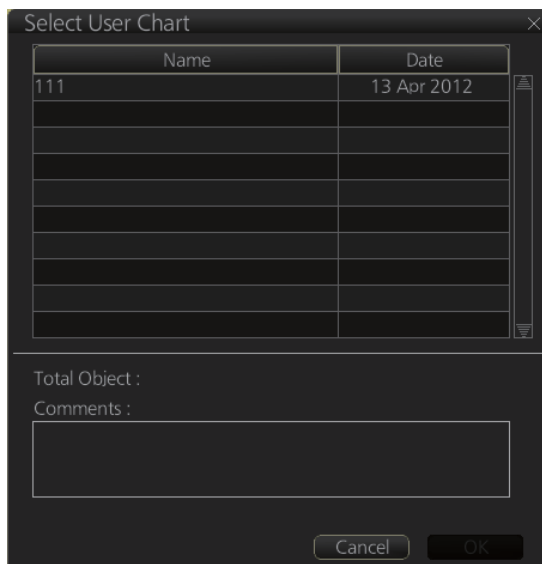 Select User Chart
Name Date
111 13 Apr 2012
Total Object :
Comments :
Cancel OK